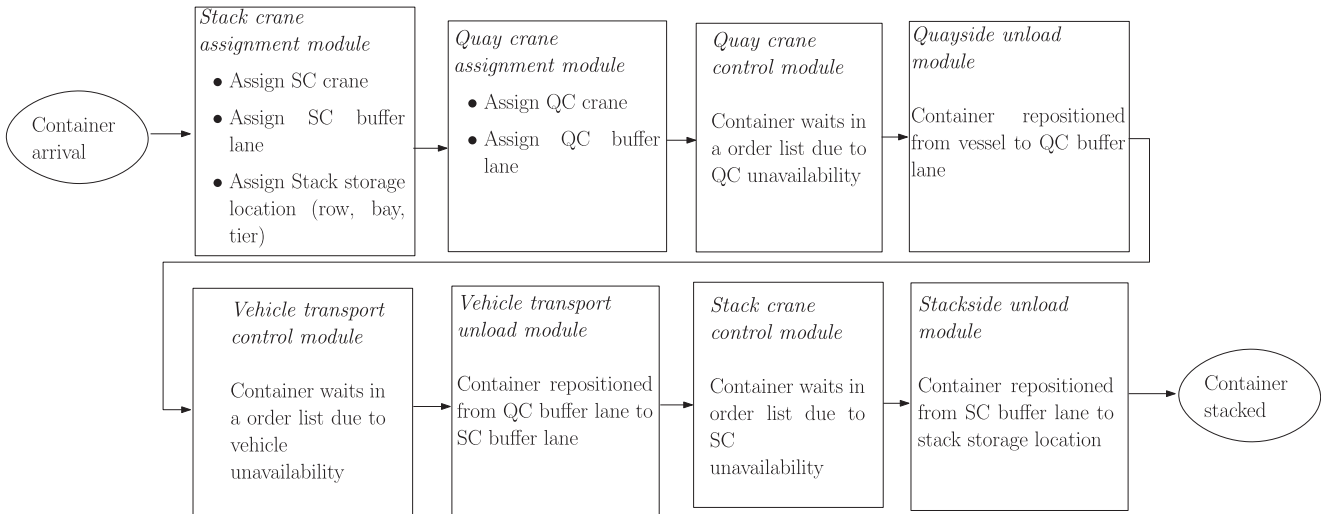 Container
arrival
Stack crane
assignment module
• Assign SC crane
• Assign SC buffer
lane
• Assign Stack storage
location (row, bay,
tier)
Quay crane
assignment module
• Assign QC crane
• Assign QC buffer
lane
Quay crane
control module
Container waits in
a order list due to
QC unavailability
Quayside unload
module
Container repositioned
from vessel to QC buffer
lane
Vehicle transport
control module
Container waits in
a order list due to
vehicle
unavailability
Vehicle transport
unload module
Container repositioned
from QC buffer lane to
SC buffer lane
Stack crane
control module
Container waits in
order list due to
SC
unavailability
Stackside unload
module
Container repositioned
from SC buffer lane to
stack storage location
Container
stacked